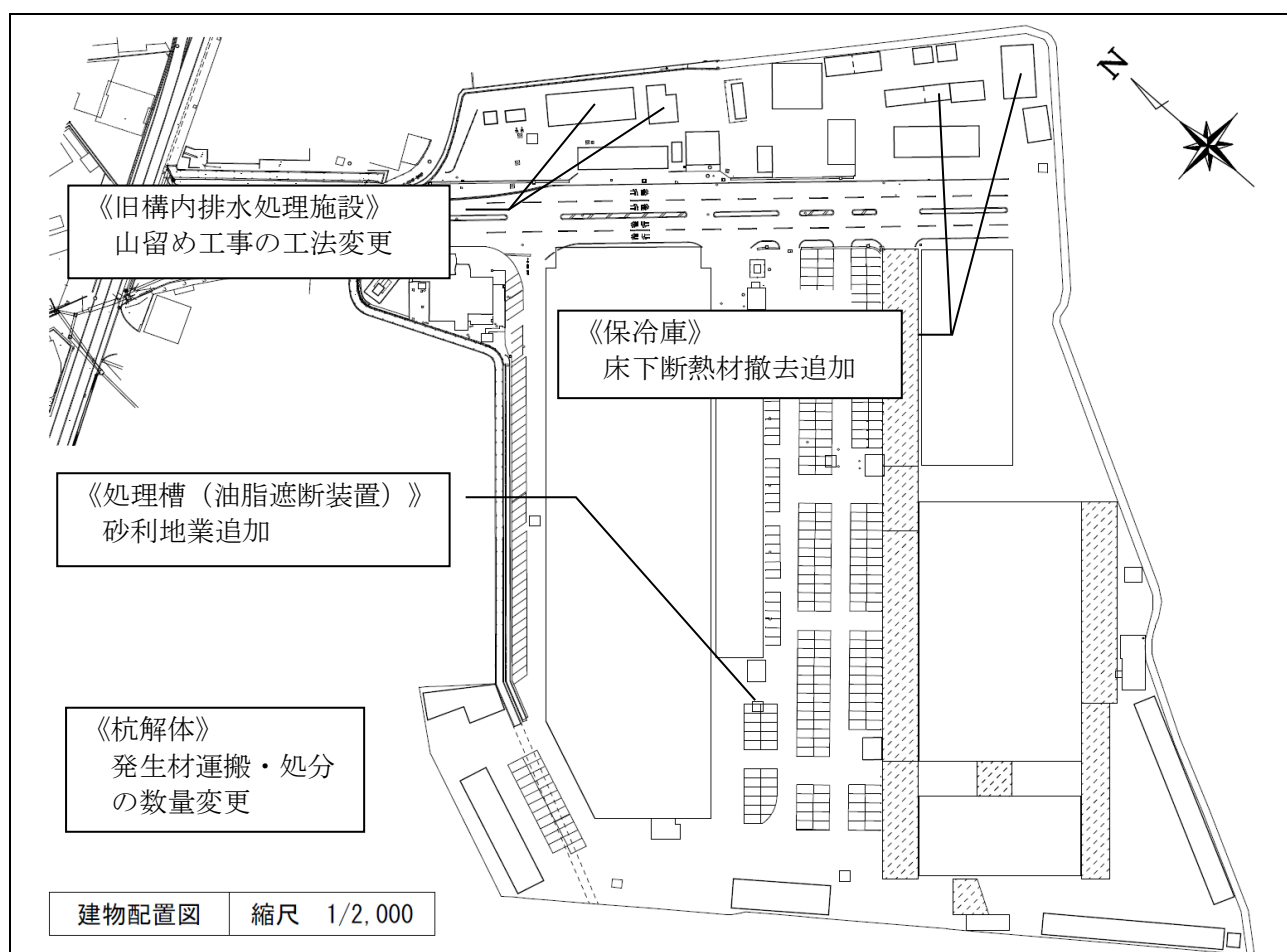 N
《旧構内排水処理施設》
山留め工事の工法変更
《保冷庫》
床下断熱材撤去追加
《処理槽（油脂遮断装置）》
砂利地業追加
《杭解体》
発生材運搬・処分
の数量変更
建物配置図 縮尺 1/2,000